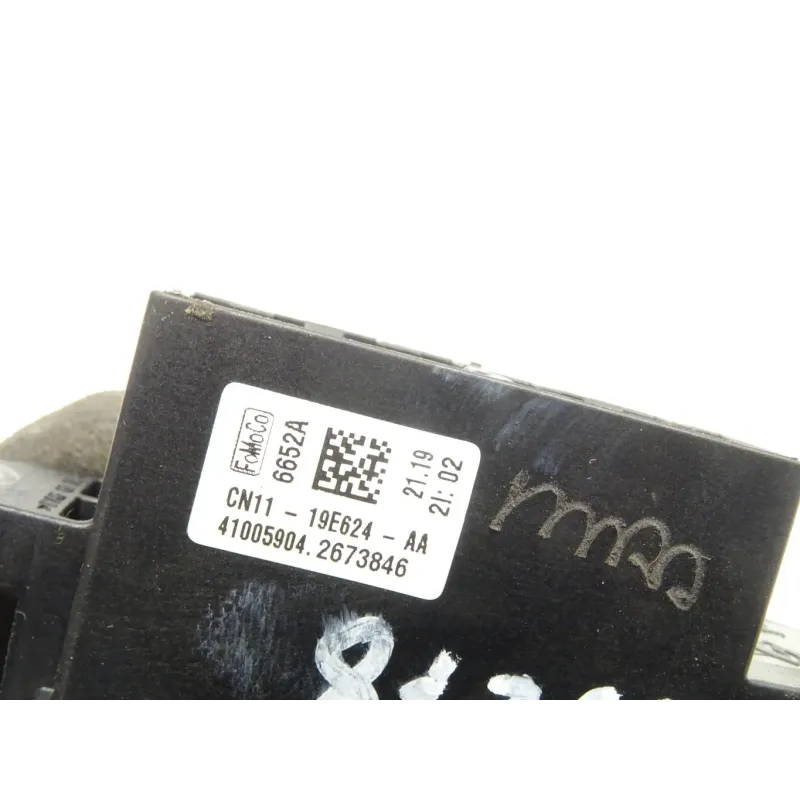 FoMoCo
6652A
21.19
21:02
CN11 - 19E624 - AA
41005904.2673846